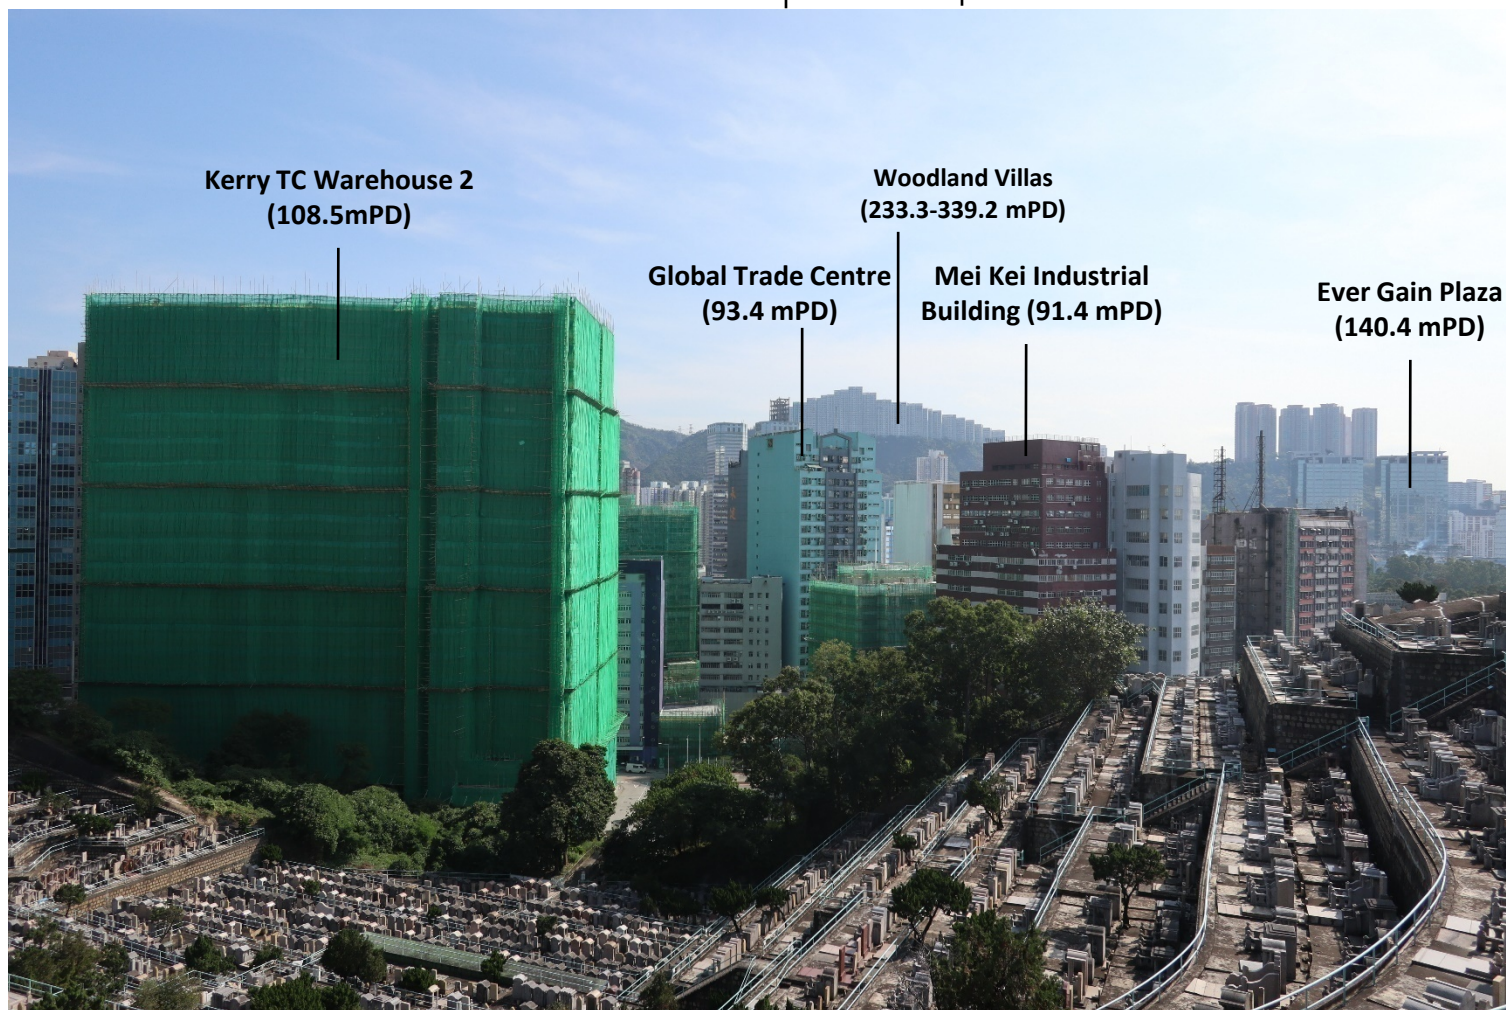 Kerry TC Warehouse 2
(108.5mPD)
Woodland Villas
(233.3-339.2 mPD)
Global Trade Centre
(93.4 mPD)
Mei Kei Industrial
Building (91.4 mPD)
Ever Gain Plaza
(140.4 mPD)